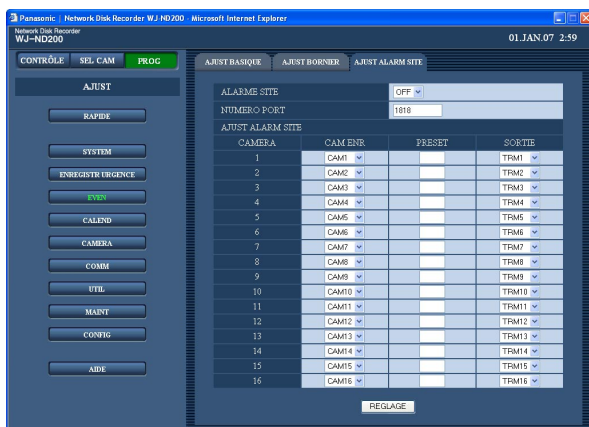 Panasonic | Network Disk Recorder WJ-ND200 - Microsoft Internet Explorer
Network Disk Recorder
WJ-ND200
01.JAN.07 2:59
CONTRÔLE SEL CAM PROG
AJUST BASIQUE AJUST BORNIER AJUST ALARM SITE
AJUST
RAPIDE
SYSTEM
ENREGISTR URGENCE
EVEN
CALEND
CAMERA
COMM
UTIL
MAINT
CONFIG
AIDE
ALARME SITE OFF
NUMERO PORT 1818
AJUST ALARM SITE
CAMERA CAM ENR PRESET SORTIE
1 CAM1 TRM1
2 CAM2 TRM2
3 CAM3 TRM3
4 CAM4 TRM4
5 CAM5 TRM5
6 CAM6 TRM6
7 CAM7 TRM7
8 CAM8 TRM8
9 CAM9 TRM9
10 CAM10 TRM10
11 CAM11 TRM11
12 CAM12 TRM12
13 CAM13 TRM13
14 CAM14 TRM14
15 CAM15 TRM15
16 CAM16 TRM16
REGLAGE